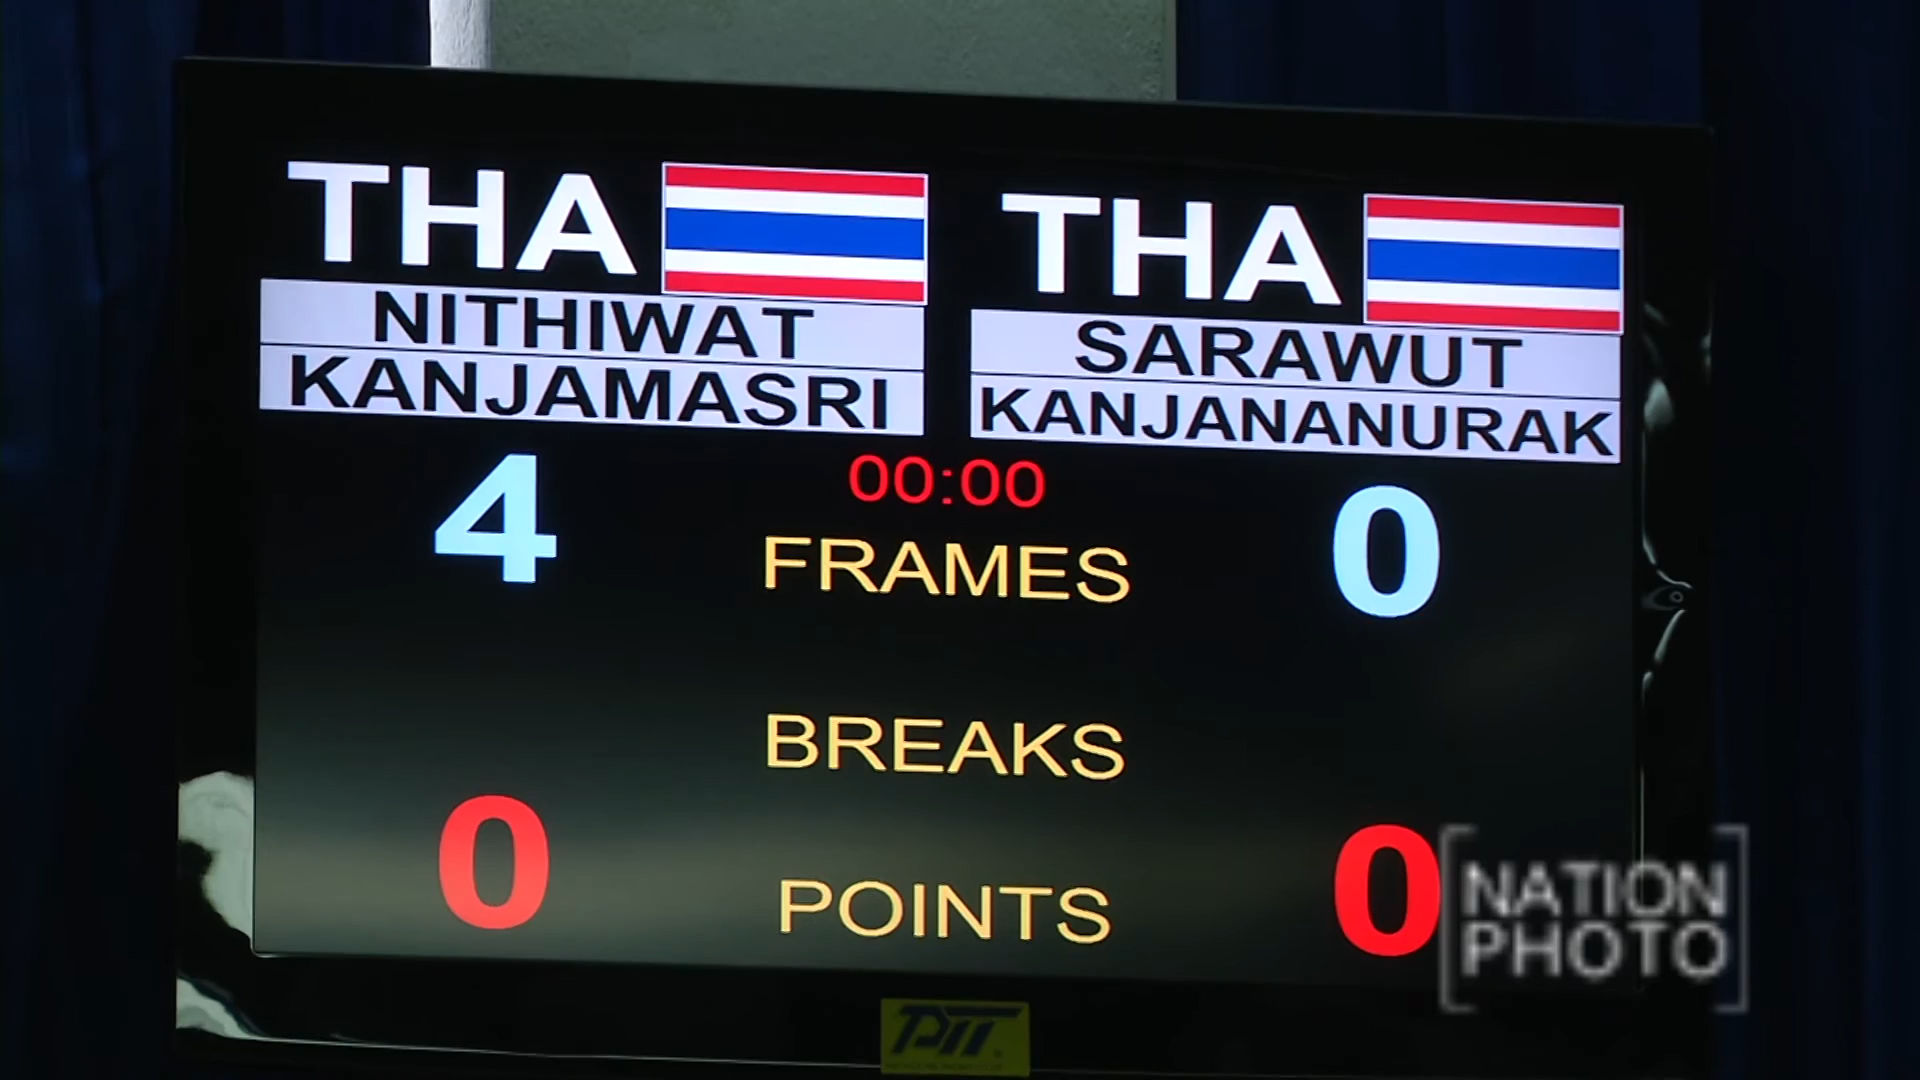 THA THA
NITHIWAT SARAWUT
KANJAMASRI KANJANANURAK
00:00
4 FRAMES 0
BREAKS
0 POINTS 0
NATION
PHOTO